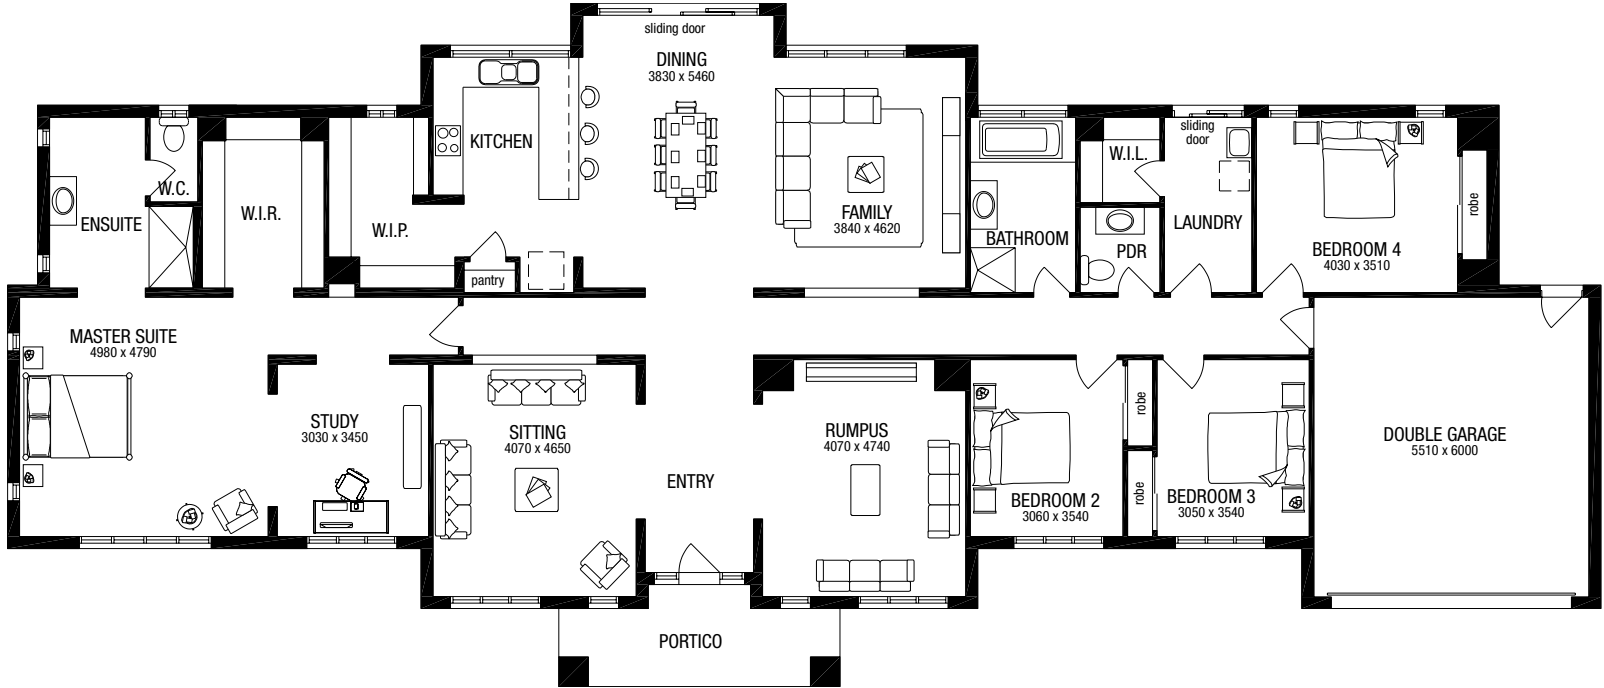 sliding door
DINING
3830 x 5460
KITCHEN
sliding
door
W.I.L.
W.C.
ENSUITE
W.I.R.
W.I.P.
FAMILY
3840 x 4620
BATHROOM
PDR
LAUNDRY
BEDROOM 4
4030 x 3510
robe
pantry
MASTER SUITE
4980 x 4790
STUDY
3030 x 3450
SITTING
4070 x 4650
ENTRY
RUMPUS
4070 x 4740
robe
robe
BEDROOM 2
3060 x 3540
BEDROOM 3
3050 x 3540
DOUBLE GARAGE
5510 x 6000
PORTICO